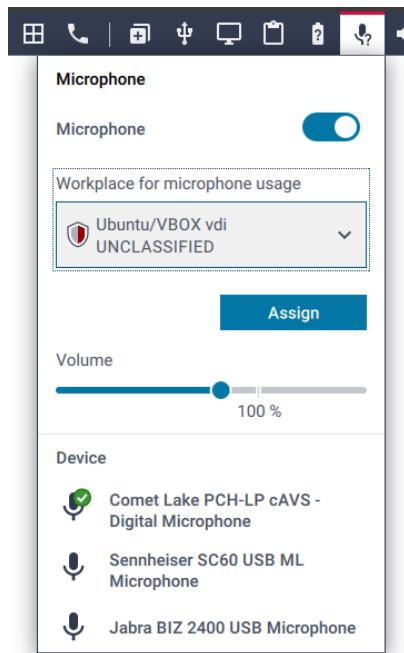 Microphone
Microphone
Workplace for microphone usage
Ubuntu/VBOX vdi
UNCLASSIFIED
Assign
Volume
100 %
Device
Comet Lake PCH-LP cAVS -
Digital Microphone
Sennheiser SC60 USB ML
Microphone
Jabra BIZ 2400 USB Microphone